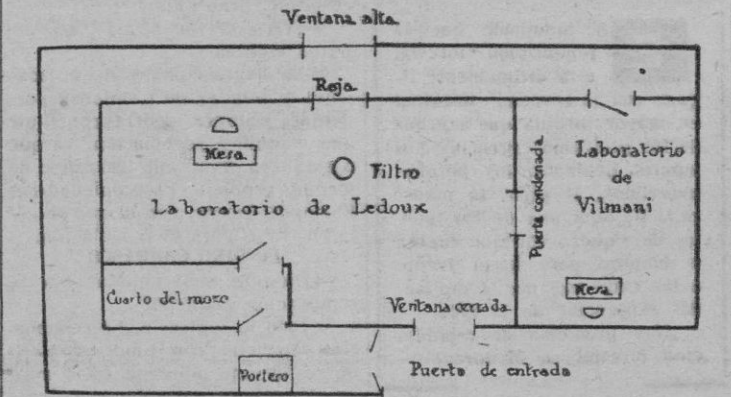 Ventana alta.
Reja
Mesa.
Filtro
Laboratorio de Ledoux
Puerta condenada
Laboratorio
de
Vilmani
Mesa
Cuarto del mozo
Ventana cerrada
Portero
Puerta de entrada